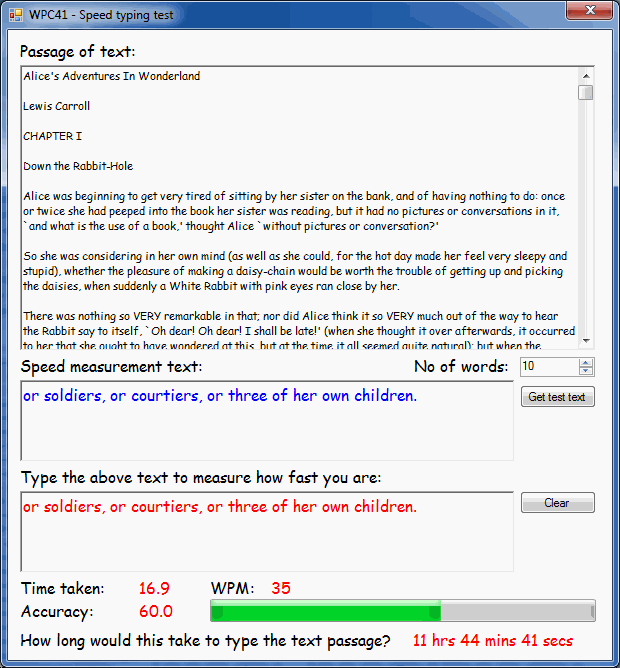 WPC41 - Speed typing test
Passage of text:
Alice's Adventures In Wonderland
Lewis Carroll
CHAPTER I
Down the Rabbit-Hole
Alice was beginning to get very tired of sitting by her sister on the bank, and of having nothing to do: once
or twice she had peeped into the book her sister was reading, but it had no pictures or conversations in it,
`and what is the use of a book,' thought Alice `without pictures or conversation?'
So she was considering in her own mind (as well as she could, for the hot day made her feel very sleepy and
stupid), whether the pleasure of making a daisy-chain would be worth the trouble of getting up and picking
the daisies, when suddenly a White Rabbit with pink eyes ran close by her.
There was nothing so VERY remarkable in that; nor did Alice think it so VERY much out of the way to hear
the Rabbit say to itself, `Oh dear! Oh dear! I shall be late!' (when she thought it over afterwards, it occurred
to her that she ought to have wondered at this, but at the time it all seemed quite natural); but when the
Speed measurement text:
No of words:
10
or soldiers, or courtiers, or three of her own children.
Get test text
Type the above text to measure how fast you are:
or soldiers, or courtiers, or three of her own children.
Clear
Time taken: 16.9 WPM: 35
Accuracy: 60.0
How long would this take to type the text passage? 11 hrs 44 mins 41 secs